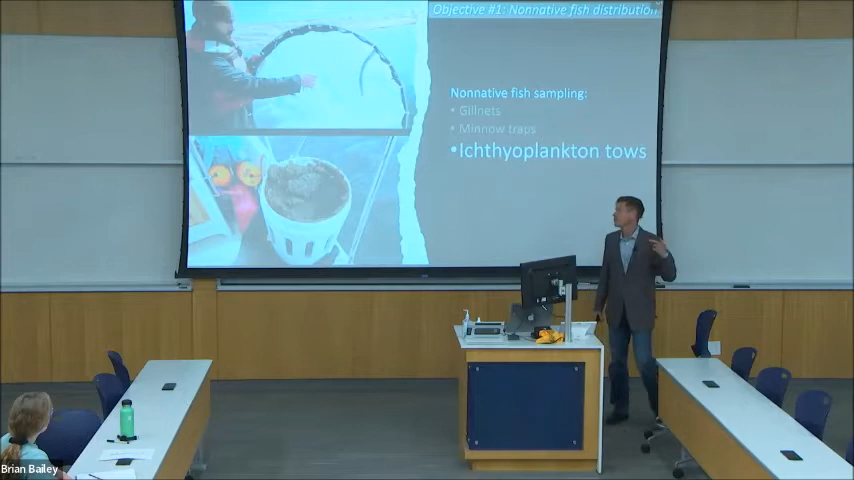 Objective #1: Nonnative fish distribution
Nonnative fish sampling:
• Gillnets
• Minnow traps
•Ichthyoplankton tows
Brian Bailey